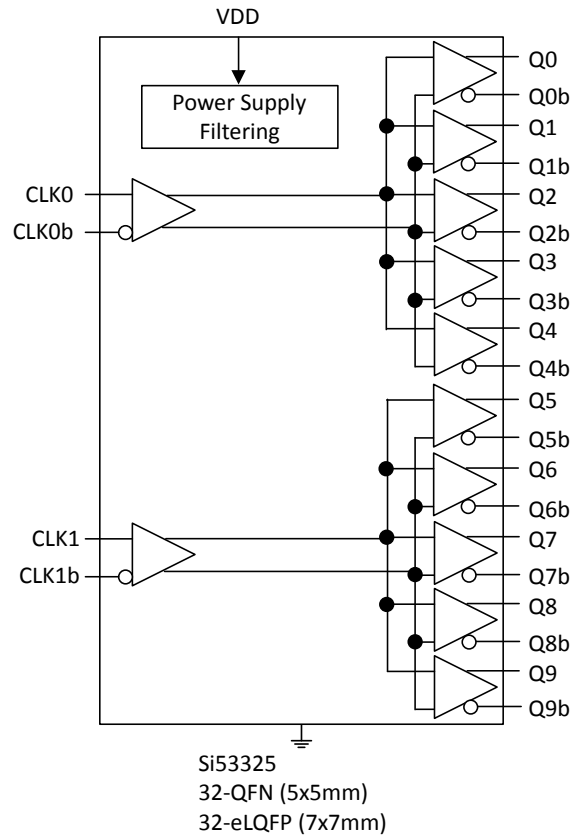 VDD
Power Supply
Filtering
CLK0
CLK0b
Q0
Q0b
Q1
Q1b
Q2
Q2b
Q3
Q3b
Q4
Q4b
CLK1
CLK1b
Q5
Q5b
Q6
Q6b
Q7
Q7b
Q8
Q8b
Q9
Q9b
Si53325
32-QFN (5x5mm)
32-eLQFP (7x7mm)